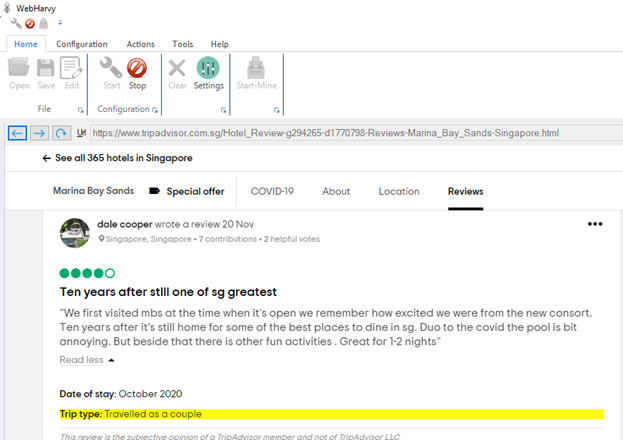 WebHarvy
Home Configuration Actions Tools Help
Open Save Edit Start Stop Clear Settings Start-Mine
File Configuration
Url https://www.tripadvisor.com.sg/Hotel_Review-g294265-d1770798-Reviews-Marina_Bay_Sands-Singapore.html
← See all 365 hotels in Singapore
Marina Bay Sands Special offer COVID-19 About Location Reviews
dale cooper wrote a review 20 Nov
Singapore, Singapore • 7 contributions • 2 helpful votes
Ten years after still one of sg greatest
"We first visited mbs at the time when it's open we remember how excited we were from the new consort.
Ten years after it's still home for some of the best places to dine in sg. Duo to the covid the pool is bit
annoying. But beside that there is other fun activities . Great for 1-2 nights"
Read less
Date of stay: October 2020
Trip type: Travelled as a couple
This review is the subjective opinion of a TripAdvisor member and not of TripAdvisor LLC